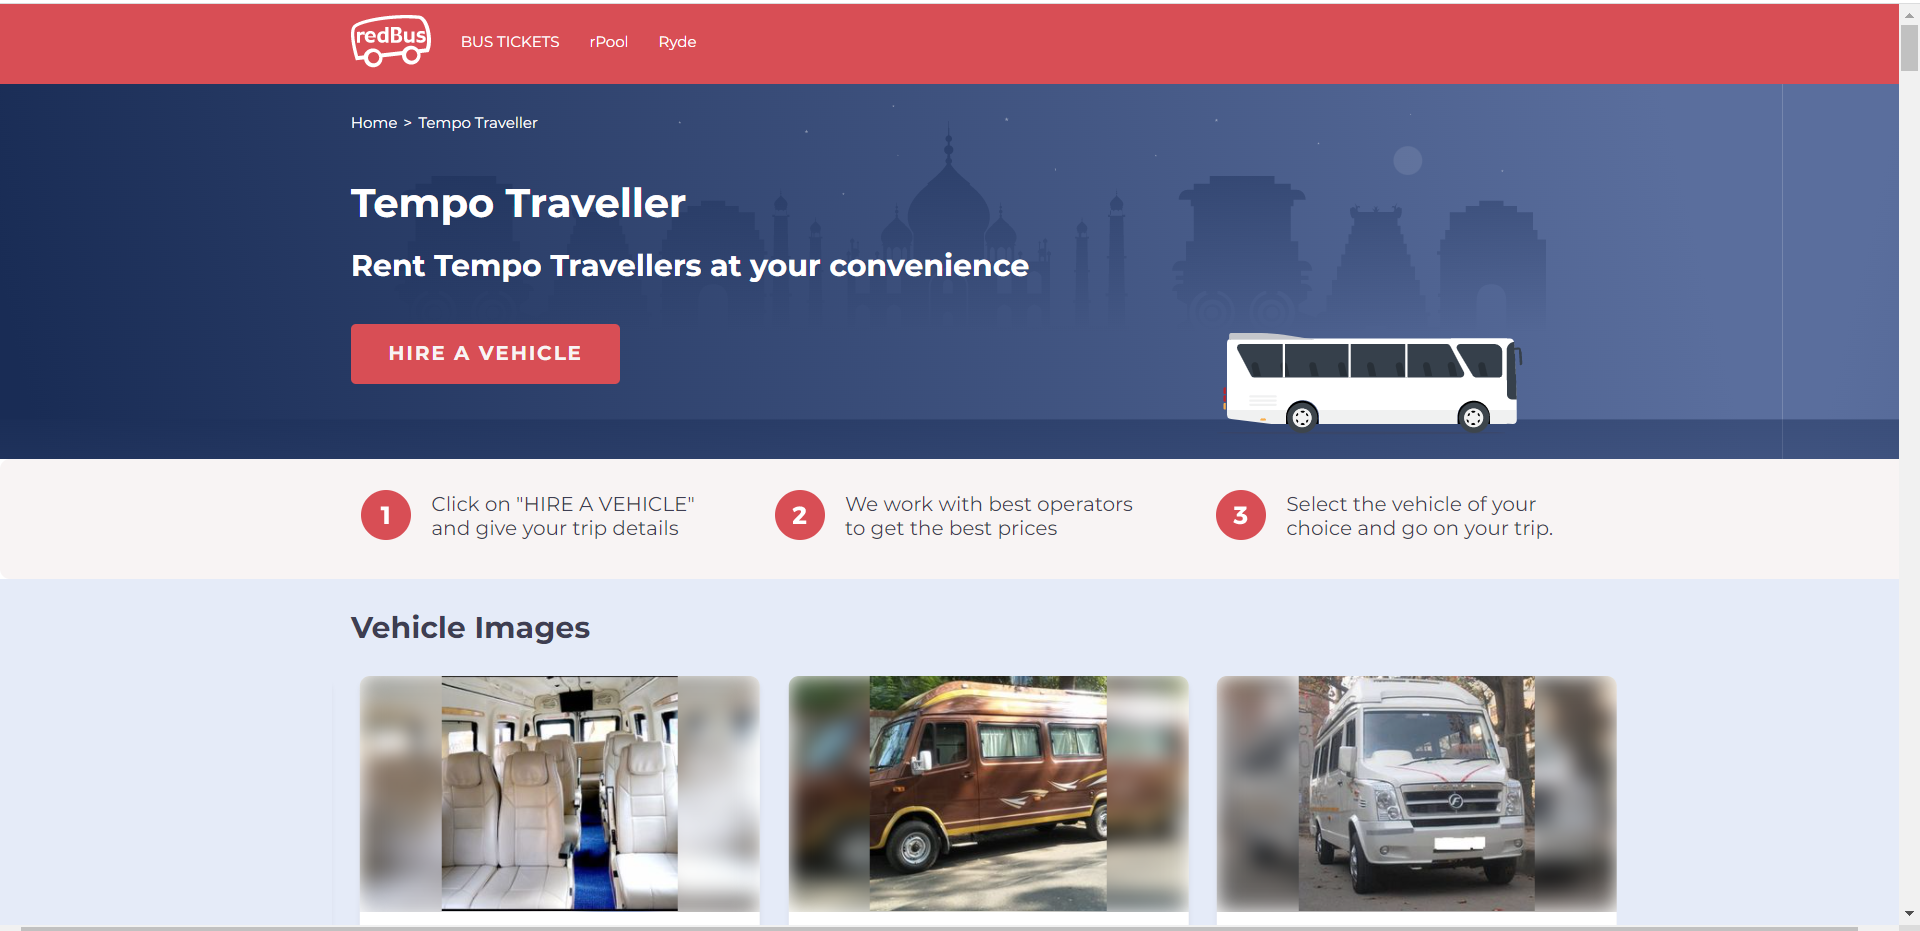 redBus
BUS TICKETS rPool Ryde
Home > Tempo Traveller
Tempo Traveller
Rent Tempo Travellers at your convenience
HIRE A VEHICLE
1 Click on "HIRE A VEHICLE"
and give your trip details
2 We work with best operators
to get the best prices
3 Select the vehicle of your
choice and go on your trip.
Vehicle Images